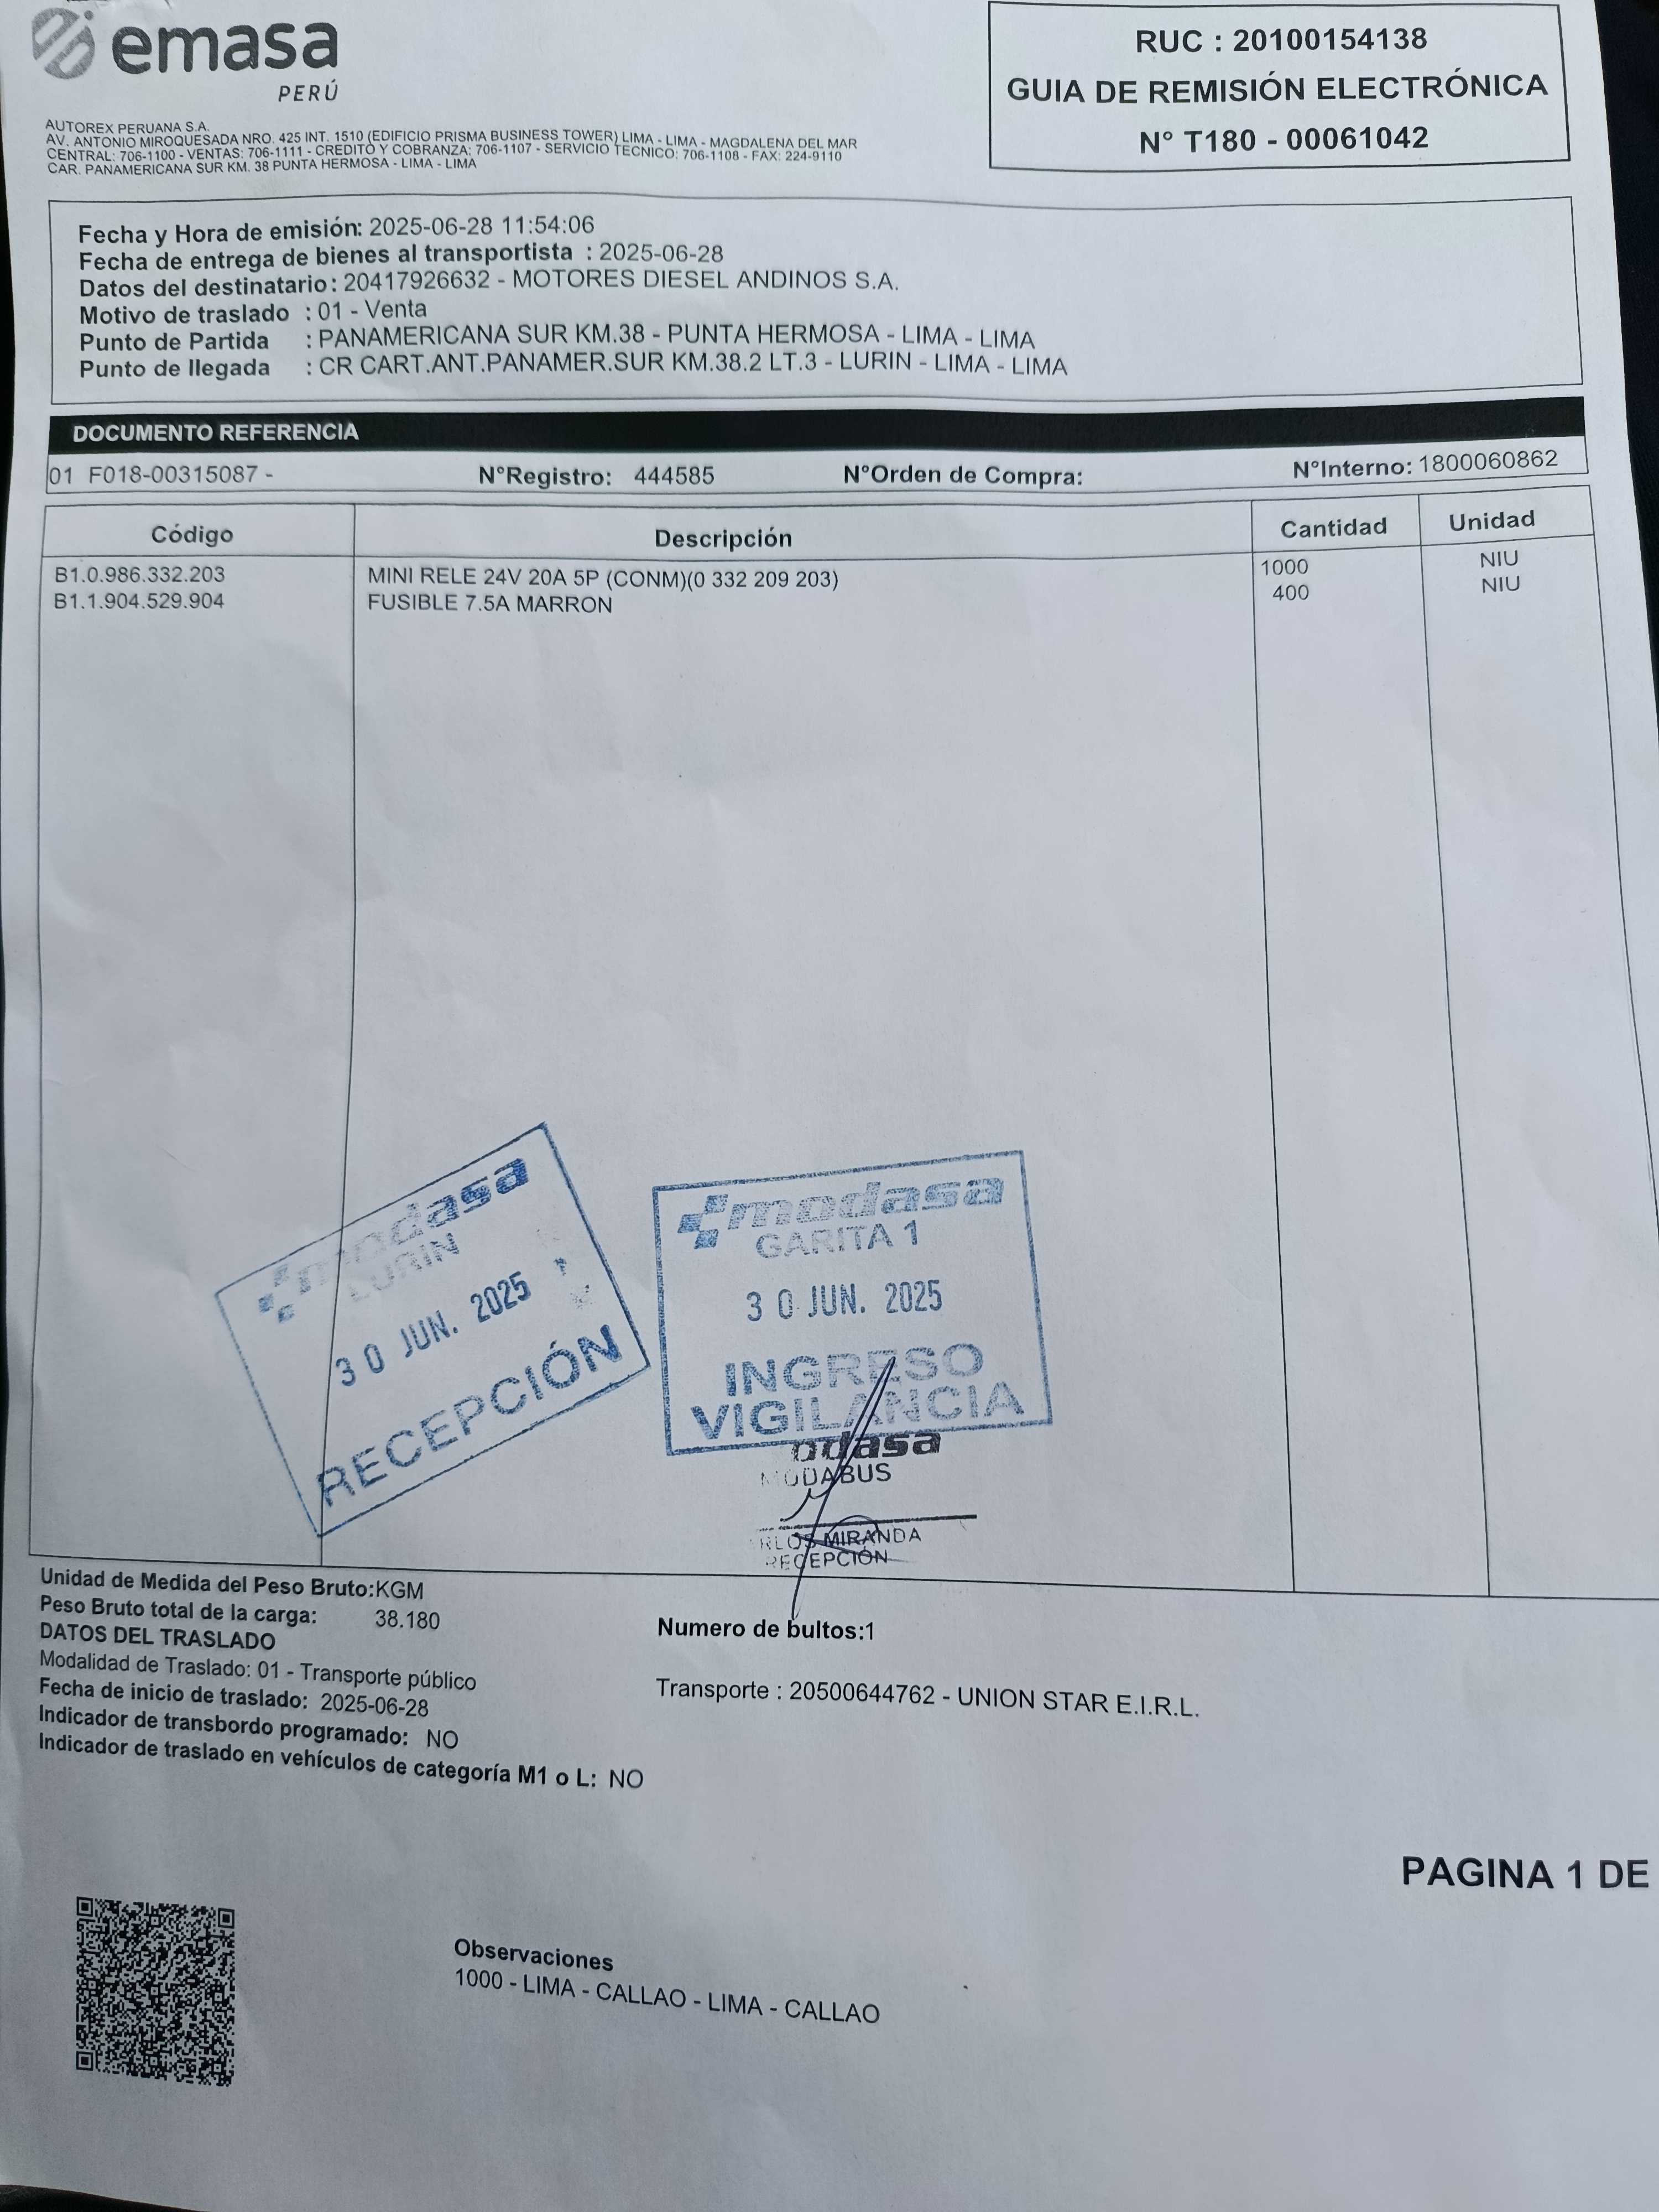 emasa
PERÚ
RUC : 20100154138
GUIA DE REMISIÓN ELECTRÓNICA
N° T180 - 00061042
AUTOREX PERUANA S.A.
AV. ANTONIO MIROQUESADA NRO. 425 INT. 1510 (EDIFICIO PRISMA BUSINESS TOWER) LIMA - LIMA - MAGDALENA DEL MAR
CENTRAL: 706-1100 - VENTAS: 706-1111 - CREDITO Y COBRANZA: 706-1107 - SERVICIO TECNICO: 706-1108 - FAX: 224-9110
CAR. PANAMERICANA SUR KM. 38 PUNTA HERMOSA - LIMA - LIMA
Fecha y Hora de emisión: 2025-06-28 11:54:06
Fecha de entrega de bienes al transportista : 2025-06-28
Datos del destinatario: 20417926632 - MOTORES DIESEL ANDINOS S.A.
Motivo de traslado : 01 - Venta
Punto de Partida : PANAMERICANA SUR KM.38 - PUNTA HERMOSA - LIMA - LIMA
Punto de llegada : CR CART.ANT.PANAMER.SUR KM.38.2 LT.3 - LURIN - LIMA - LIMA
DOCUMENTO REFERENCIA
01 F018-00315087 - N°Registro: 444585 N°Orden de Compra: N°Interno: 1800060862
Código Descripción Cantidad Unidad
B1.0.986.332.203 MINI RELE 24V 20A 5P (CONM)(0 332 209 203) 1000 NIU
B1.1.904.529.904 FUSIBLE 7.5A MARRON 400 NIU
modasa
LURIN
30 JUN. 2025
RECEPCIÓN
modasa
GARITA 1
30 JUN. 2025
INGRESO
VIGILANCIA
odasa
MODABUS
RLOS MIRANDA
RECEPCIÓN
Unidad de Medida del Peso Bruto:KGM
Peso Bruto total de la carga: 38.180
Numero de bultos:1
DATOS DEL TRASLADO
Modalidad de Traslado: 01 - Transporte público
Transporte : 20500644762 - UNION STAR E.I.R.L.
Fecha de inicio de traslado: 2025-06-28
Indicador de transbordo programado: NO
Indicador de traslado en vehículos de categoría M1 o L: NO
PAGINA 1 DE
Observaciones
1000 - LIMA - CALLAO - LIMA - CALLAO